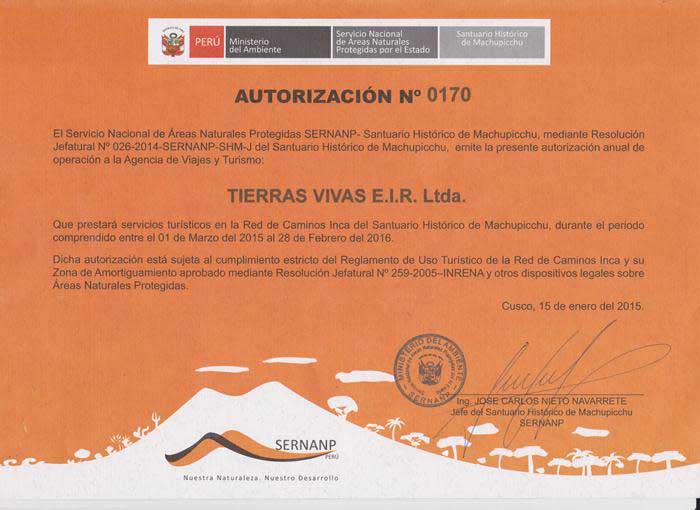 PERÚ
Ministerio
del Ambiente
Servicio Nacional
de Áreas Naturales
Protegidas por el Estado
Santuario Histórico
de Machupicchu
AUTORIZACIÓN Nº 0170
El Servicio Nacional de Áreas Naturales Protegidas SERNANP- Santuario Histórico de Machupicchu, mediante Resolución
Jefatural Nº 026-2014-SERNANP-SHM-J del Santuario Histórico de Machupicchu, emite la presente autorización anual de
operación a la Agencia de Viajes y Turismo:
TIERRAS VIVAS E.I.R. Ltda.
Que prestará servicios turísticos en la Red de Caminos Inca del Santuario Histórico de Machupicchu, durante el período
comprendido entre el 01 de Marzo del 2015 al 28 de Febrero del 2016.
Dicha autorización está sujeta al cumplimiento estricto del Reglamento de Uso Turístico de la Red de Caminos Inca y su
Zona de Amortiguamiento aprobado mediante Resolución Jefatural Nº 259-2005–INRENA y otros dispositivos legales sobre
Áreas Naturales Protegidas.
Cusco, 15 de enero del 2015.
MINISTERIO DEL AMBIENTE
SERNANP
Ing. JOSE CARLOS NIETO NAVARRETE
Jefe del Santuario Histórico de Machupicchu
SERNANP
SERNANP
PERÚ
Nuestra Naturaleza. Nuestro Desarrollo